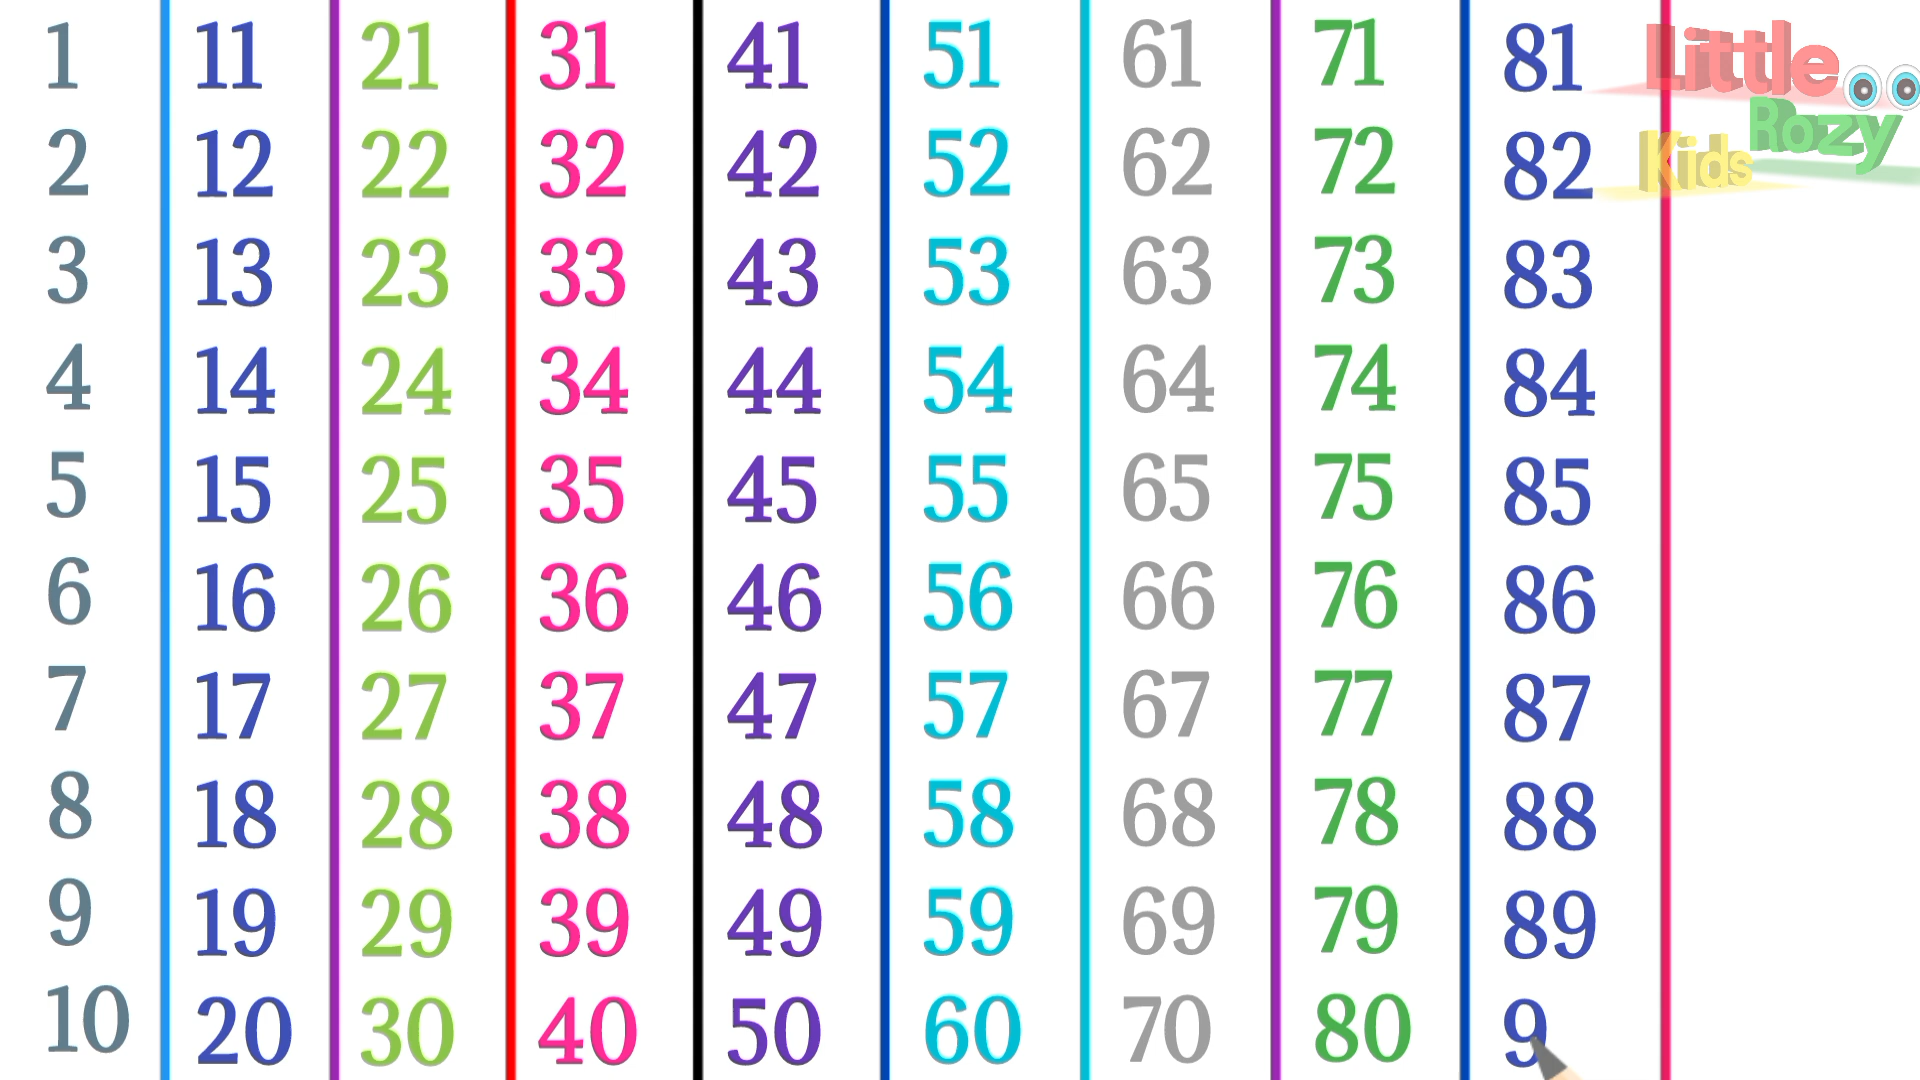 1 11 21 31 41 51 61 71 81
2 12 22 32 42 52 62 72 82
3 13 23 33 43 53 63 73 83
4 14 24 34 44 54 64 74 84
5 15 25 35 45 55 65 75 85
6 16 26 36 46 56 66 76 86
7 17 27 37 47 57 67 77 87
8 18 28 38 48 58 68 78 88
9 19 29 39 49 59 69 79 89
10 20 30 40 50 60 70 80 9
Little
Rozy
Kids